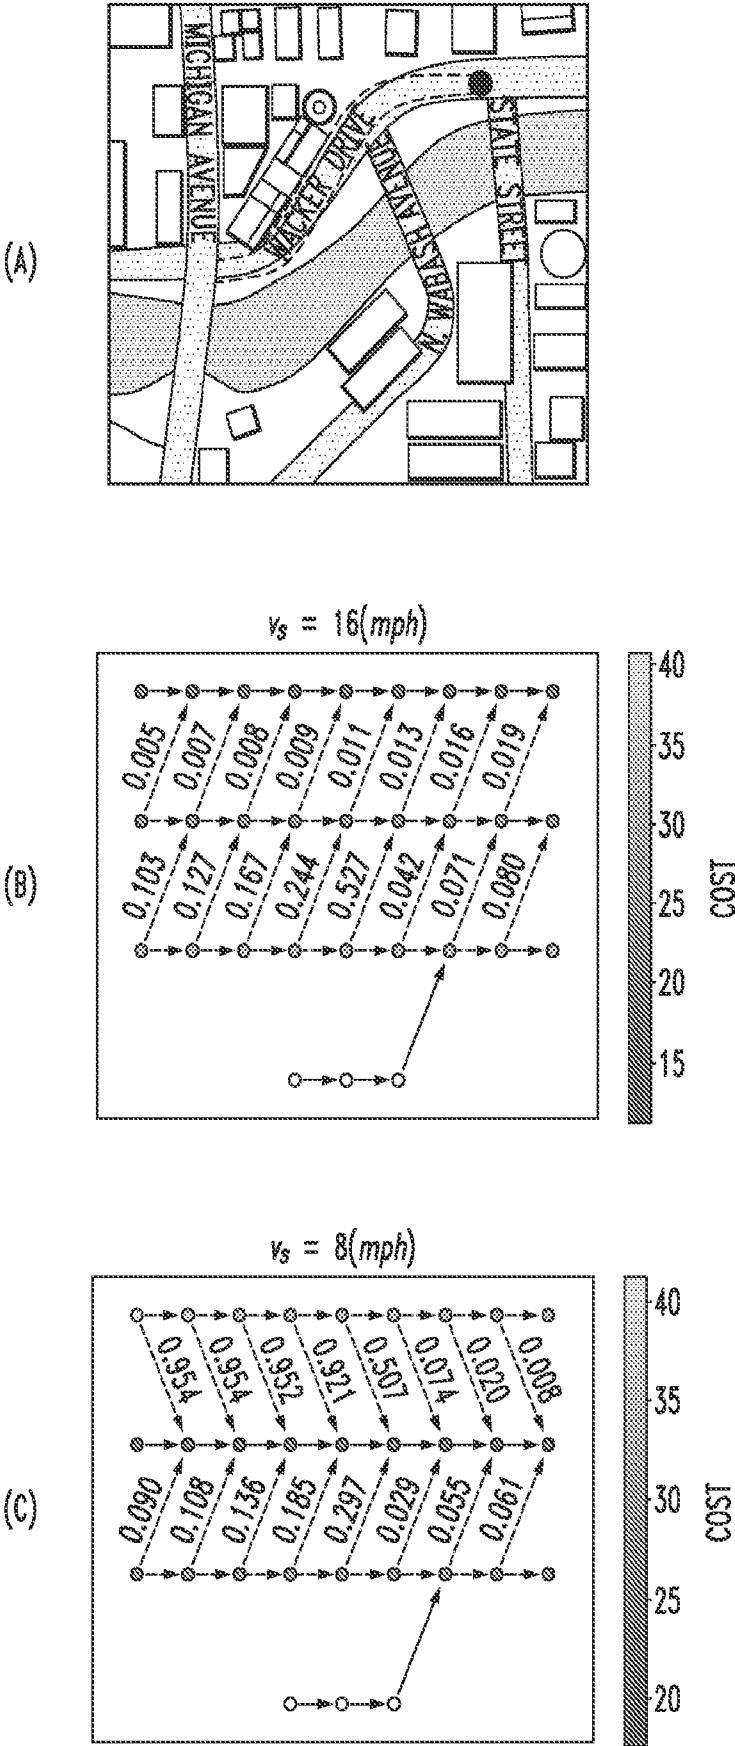 (A)
MICHIGAN AVENUE
WACKER DRIVE
N. WABASH AVENUE
STATE STREET
(B)
vs = 16(mph)
0.005 0.007 0.008 0.009 0.011 0.013 0.016 0.019
0.103 0.127 0.167 0.244 0.527 0.042 0.071 0.080
40
35
30
25
20
15
COST
(C)
vs = 8(mph)
0.954 0.954 0.952 0.921 0.507 0.074 0.020 0.008
0.090 0.108 0.136 0.185 0.297 0.029 0.055 0.061
40
35
30
25
20
COST